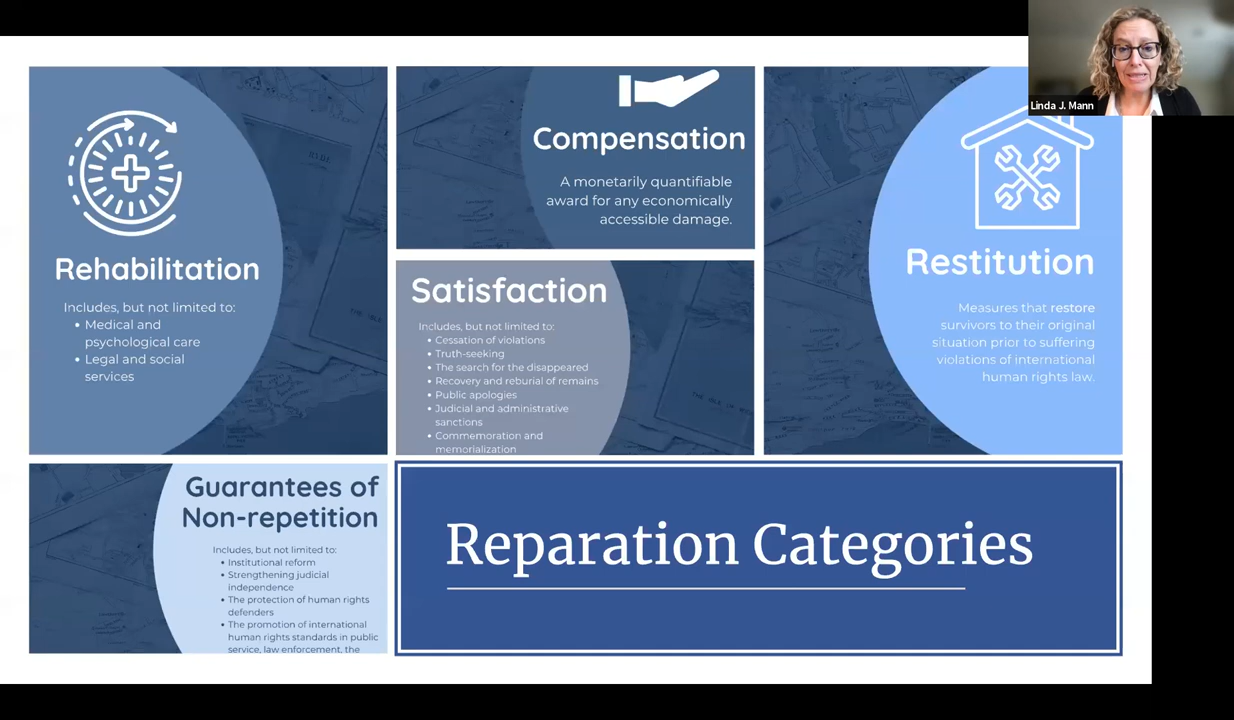 Linda J. Mann
Rehabilitation
Includes, but not limited to:
• Medical and
psychological care
• Legal and social
services
Compensation
A monetarily quantifiable
award for any economically
accessible damage.
Satisfaction
Includes, but not limited to:
• Cessation of violations
• Truth-seeking
• The search for the disappeared
• Recovery and reburial of remains
• Public apologies
• Judicial and administrative
sanctions
• Commemoration and
memorialization
Restitution
Measures that restore
survivors to their original
situation prior to suffering
violations of international
human rights law.
Guarantees of
Non-repetition
Includes, but not limited to:
• Institutional reform
• Strengthening judicial
independence
• The protection of human rights
defenders
• The promotion of international
human rights standards in public
service, law enforcement, the
Reparation Categories